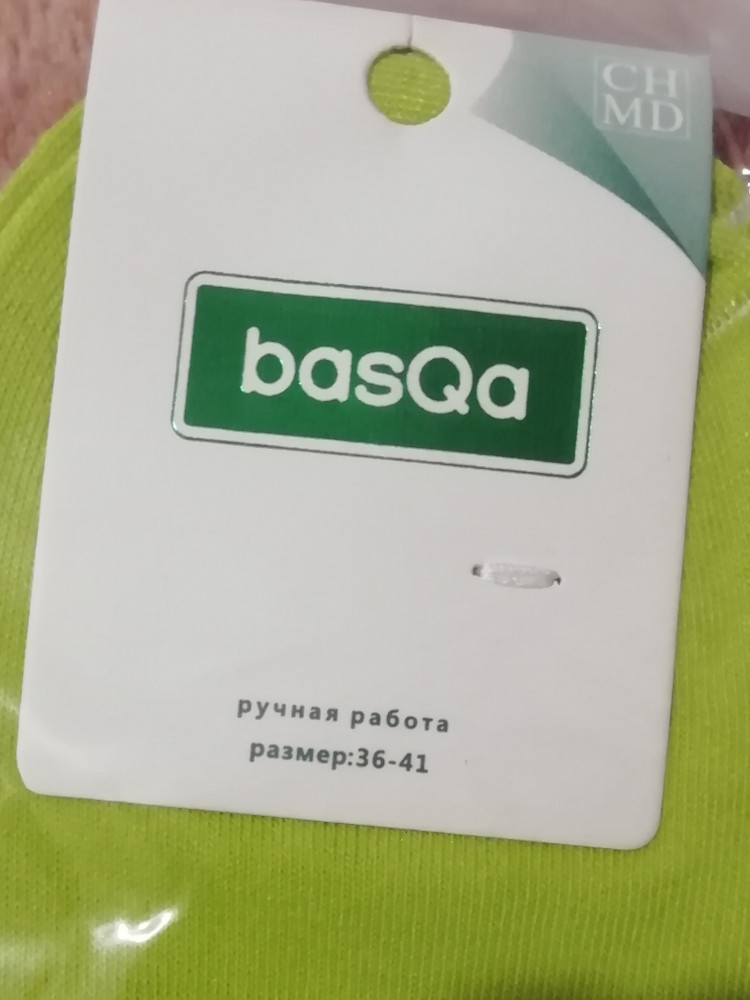 CH
MD
basQa
ручная работа
размер:36-41